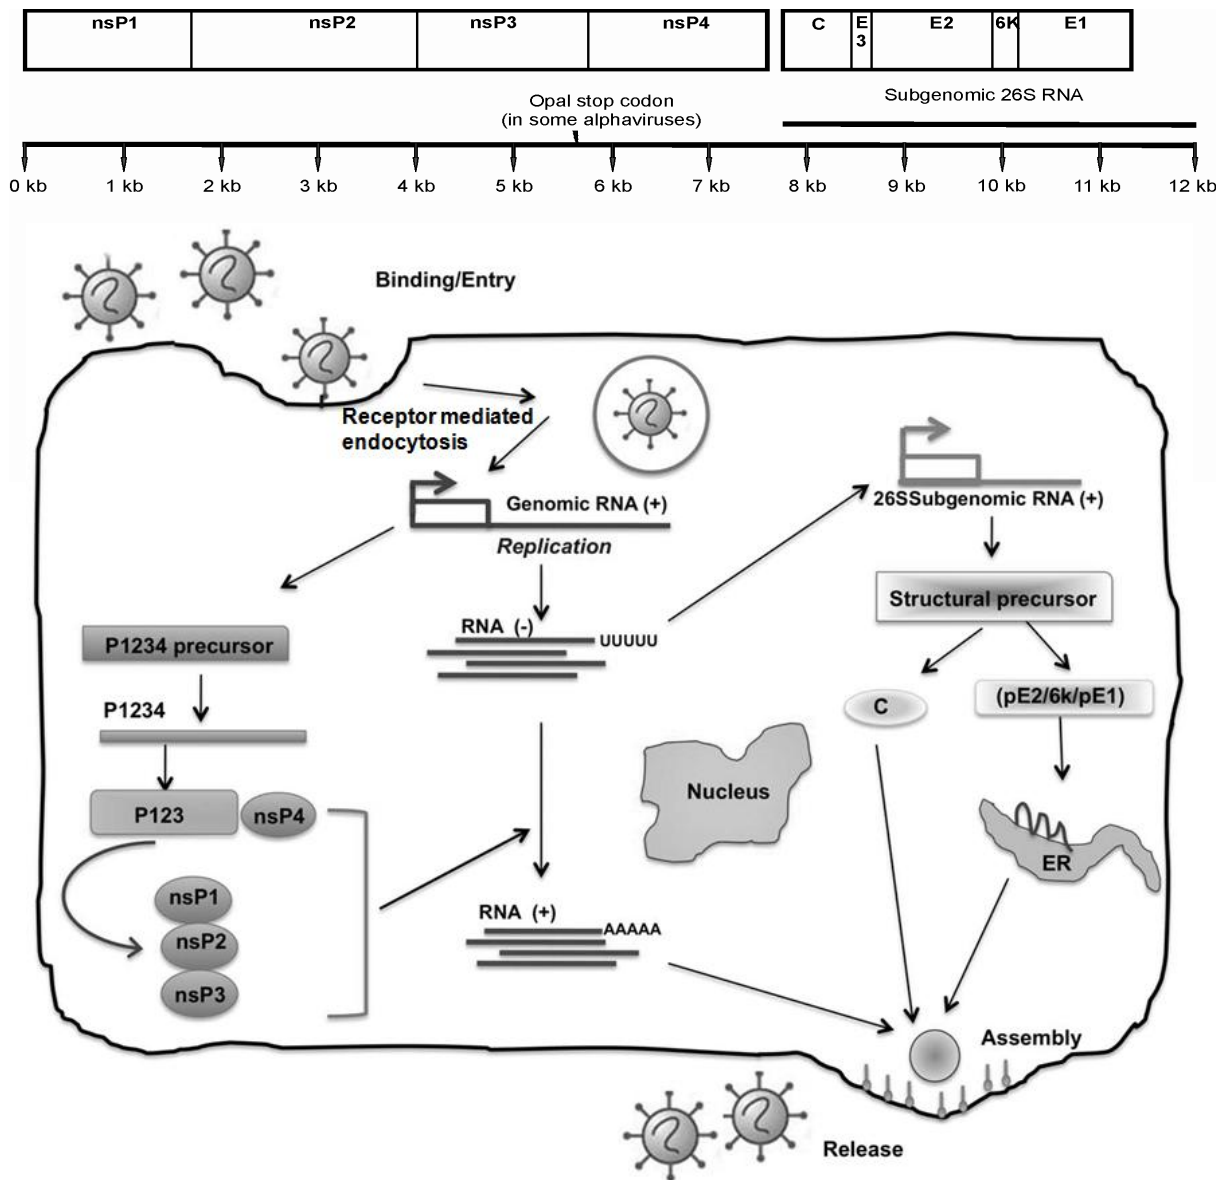 nsP1 nsP2 nsP3 nsP4 C E3 E2 6K E1
Subgenomic 26S RNA
Opal stop codon
(in some alphaviruses)
0 kb 1 kb 2 kb 3 kb 4 kb 5 kb 6 kb 7 kb 8 kb 9 kb 10 kb 11 kb 12 kb
Binding/Entry
Receptor mediated
endocytosis
Genomic RNA (+)
Replication
26SSubgenomic RNA (+)
Structural precursor
RNA (-)
UUUUU
P1234 precursor
P1234
C
(pE2/6k/pE1)
Nucleus
P123
nsP4
ER
nsP1
nsP2
nsP3
RNA (+)
AAAAA
Assembly
Release